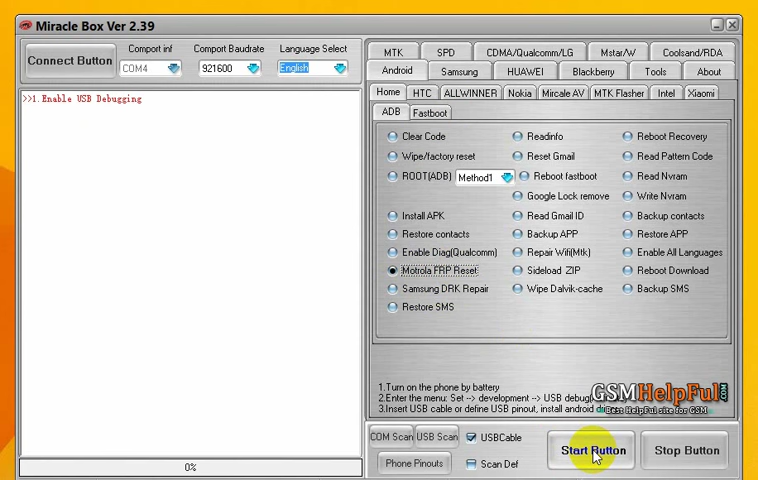 Miracle Box Ver 2.39
Connect Button
Comport inf
COM4
Comport Baudrate
921600
Language Select
English
>>1.Enable USB Debugging
0%
MTK SPD CDMA/Qualcomm/LG Mstar/W Coolsand/RDA
Android Samsung HUAWEI Blackberry Tools About
Home HTC ALLWINNER Nokia Mircale AV MTK Flasher Intel Xiaomi
ADB Fastboot
Clear Code Readinfo Reboot Recovery
Wipe/factory reset Reset Gmail Read Pattern Code
ROOT(ADB) Method1 Reboot fastboot Read Nvram
Google Lock remove Write Nvram
Install APK Read Gmail ID Backup contacts
Restore contacts Backup APP Restore APP
Enable Diag(Qualcomm) Repair Wifi(Mtk) Enable All Languages
Motrola FRP Reset Sideload ZIP Reboot Download
Samsung DRK Repair Wipe Dalvik-cache Backup SMS
Restore SMS
1.Turn on the phone by battery
2.Enter the menu: Set --> development --> USB
3.Insert USB cable or define USB pinout, install android
GSMHelpFul.COM
Best HelpFul site for GSM
COM Scan USB Scan USBCable
Phone Pinouts Scan Def
Start Button Stop Button